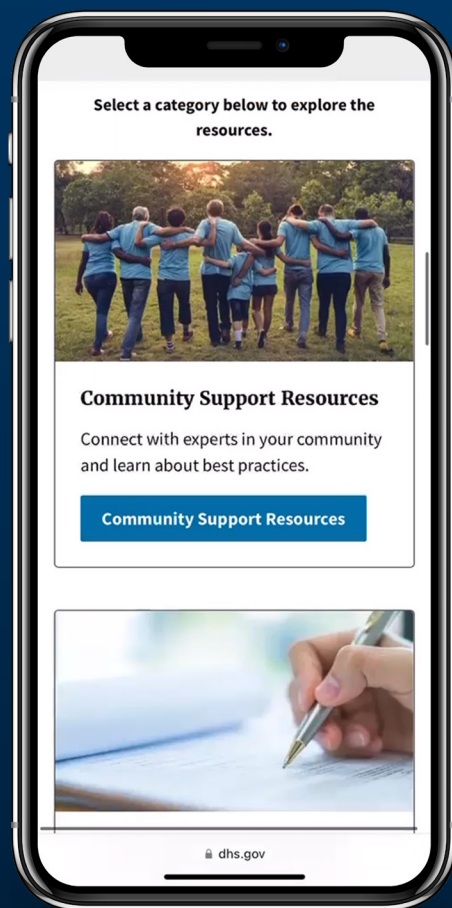 Select a category below to explore the
resources.
Community Support Resources
Connect with experts in your community
and learn about best practices.
Community Support Resources
dhs.gov